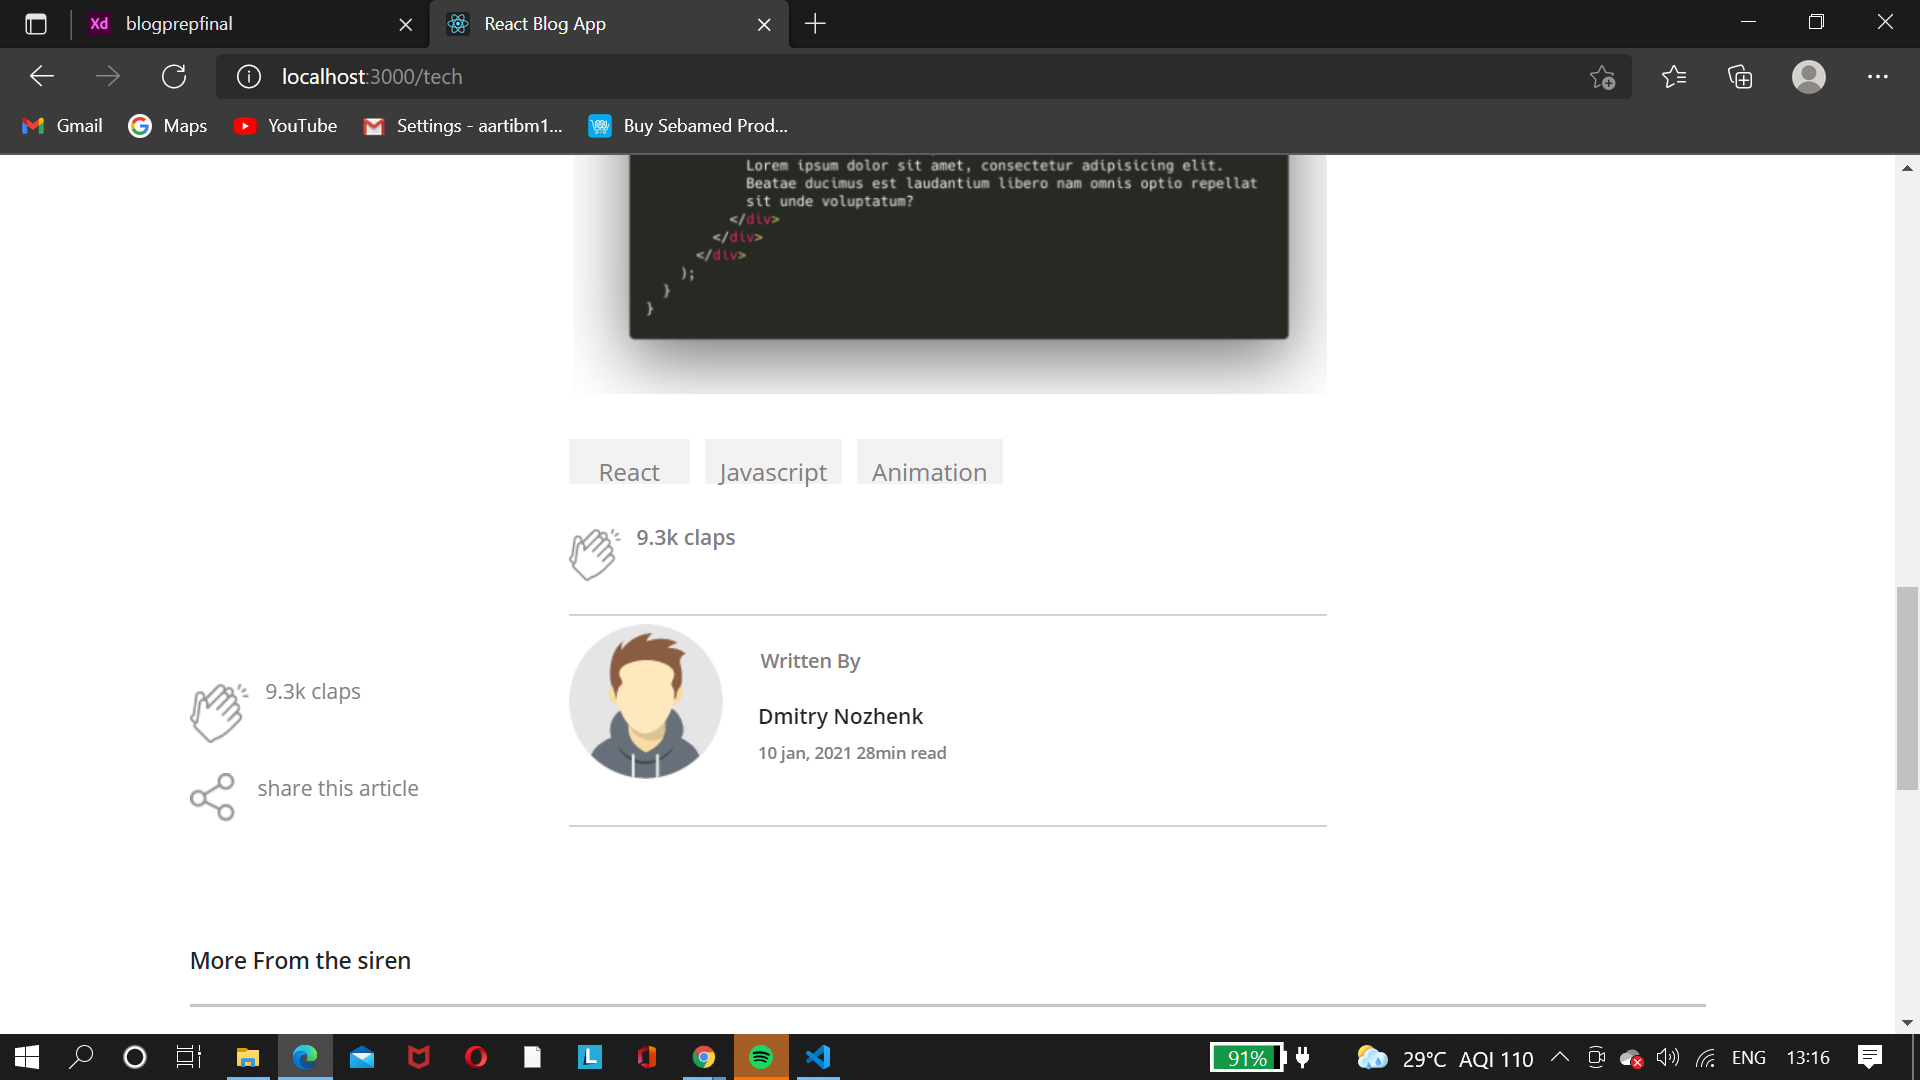 Xd blogprepfinal
React Blog App
localhost:3000/tech
Gmail
Maps
YouTube
Settings - aartibm1...
Buy Sebamed Prod...
Lorem ipsum dolor sit amet, consectetur adipisicing elit.
Beatae ducimus est laudantium libero nam omnis optio repellat
sit unde voluptatum?
</div>
</div>
</div>
);
}
}
React
Javascript
Animation
9.3k claps
Written By
Dmitry Nozhenk
10 jan, 2021 28min read
9.3k claps
share this article
More From the siren
L
91%
29°C AQI 110
ENG
13:16